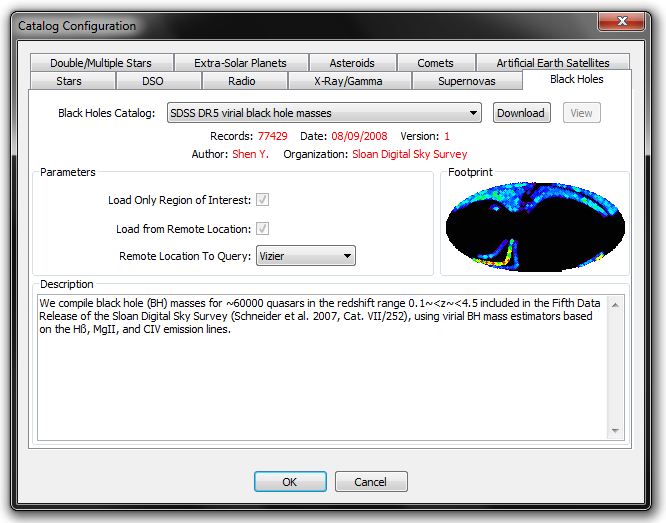 Catalog Configuration
Double/Multiple Stars Extra-Solar Planets Asteroids Comets Artificial Earth Satellites
Stars DSO Radio X-Ray/Gamma Supernovas Black Holes
Black Holes Catalog: SDSS DR5 virial black hole masses Download View
Records: 77429 Date: 08/09/2008 Version: 1
Author: Shen Y. Organization: Sloan Digital Sky Survey
Parameters Footprint
Load Only Region of Interest:
Load from Remote Location:
Remote Location To Query: Vizier
Description
We compile black hole (BH) masses for ~60000 quasars in the redshift range 0.1~<z~<4.5 included in the Fifth Data
Release of the Sloan Digital Sky Survey (Schneider et al. 2007, Cat. VII/252), using virial BH mass estimators based
on the Hß, MgII, and CIV emission lines.
OK Cancel